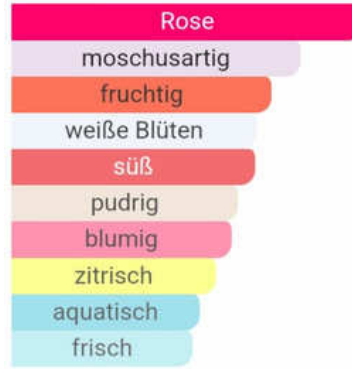 Rose
moschusartig
fruchtig
weiße Blüten
süß
pudrig
blumig
zitrisch
aquatisch
frisch